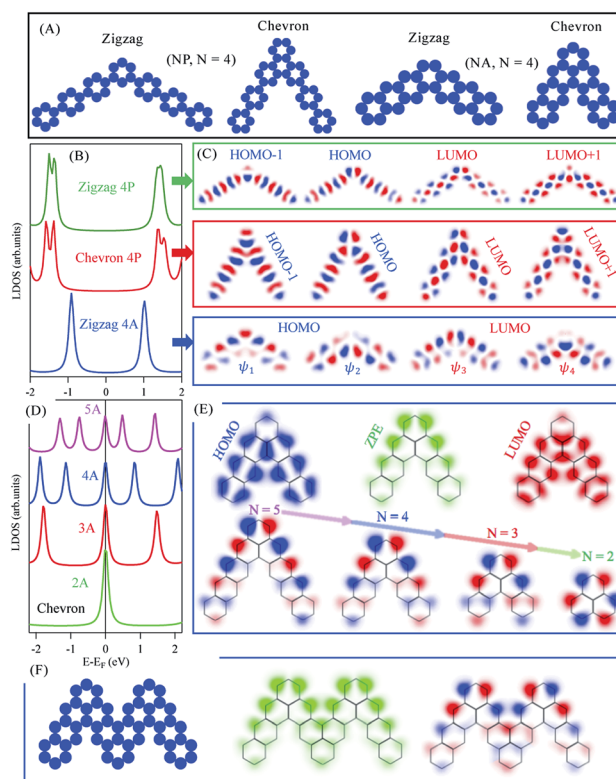 (A)
Zigzag
(NP, N = 4)
Chevron
Zigzag
(NA, N = 4)
Chevron
(B)
Zigzag 4P
Chevron 4P
Zigzag 4A
LDOS (arb.units)
-2 -1 0 1 2
(C)
HOMO-1 HOMO LUMO LUMO+1
HOMO-1 HOMO LUMO LUMO+1
HOMO LUMO
ψ1 ψ2 ψ3 ψ4
(D)
5A
4A
3A
2A
Chevron
LDOS (arb.units)
-2 -1 0 1 2
E-EF (eV)
(E)
HOMO
ZPE
LUMO
N = 5
N = 4
N = 3
N = 2
(F)